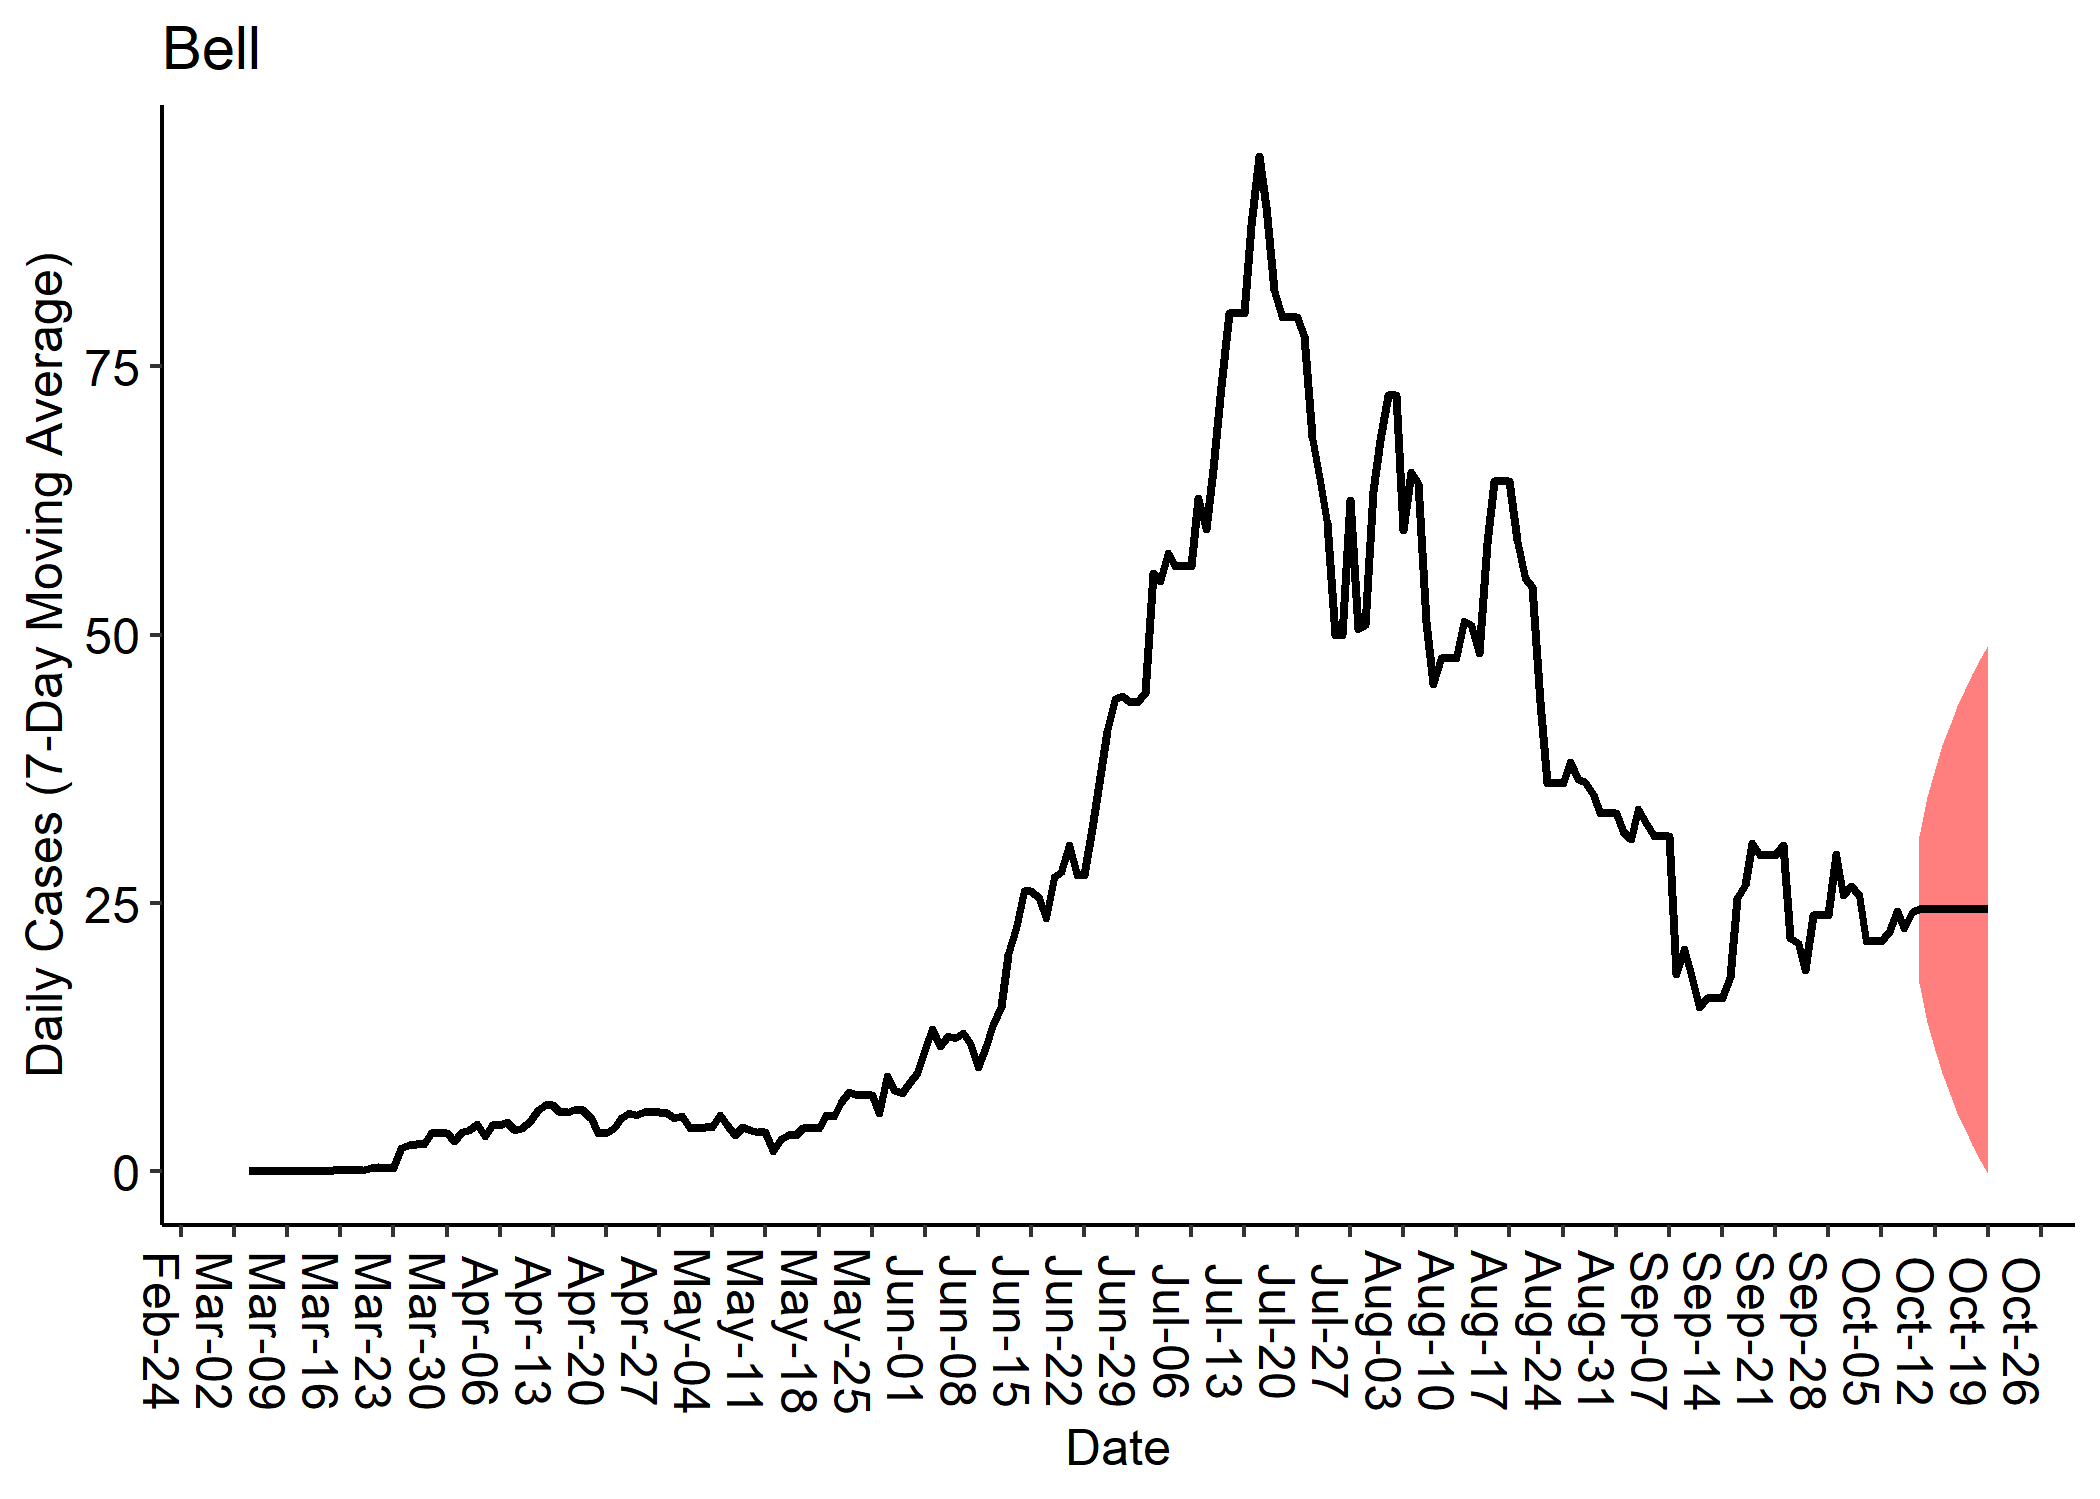 Bell
Daily Cases (7-Day Moving Average)
75
50
25
0
Feb-24
Mar-02
Mar-09
Mar-16
Mar-23
Mar-30
Apr-06
Apr-13
Apr-20
Apr-27
May-04
May-11
May-18
May-25
Jun-01
Jun-08
Jun-15
Jun-22
Jun-29
Jul-06
Jul-13
Jul-20
Jul-27
Aug-03
Aug-10
Aug-17
Aug-24
Aug-31
Sep-07
Sep-14
Sep-21
Sep-28
Oct-05
Oct-12
Oct-19
Oct-26
Date